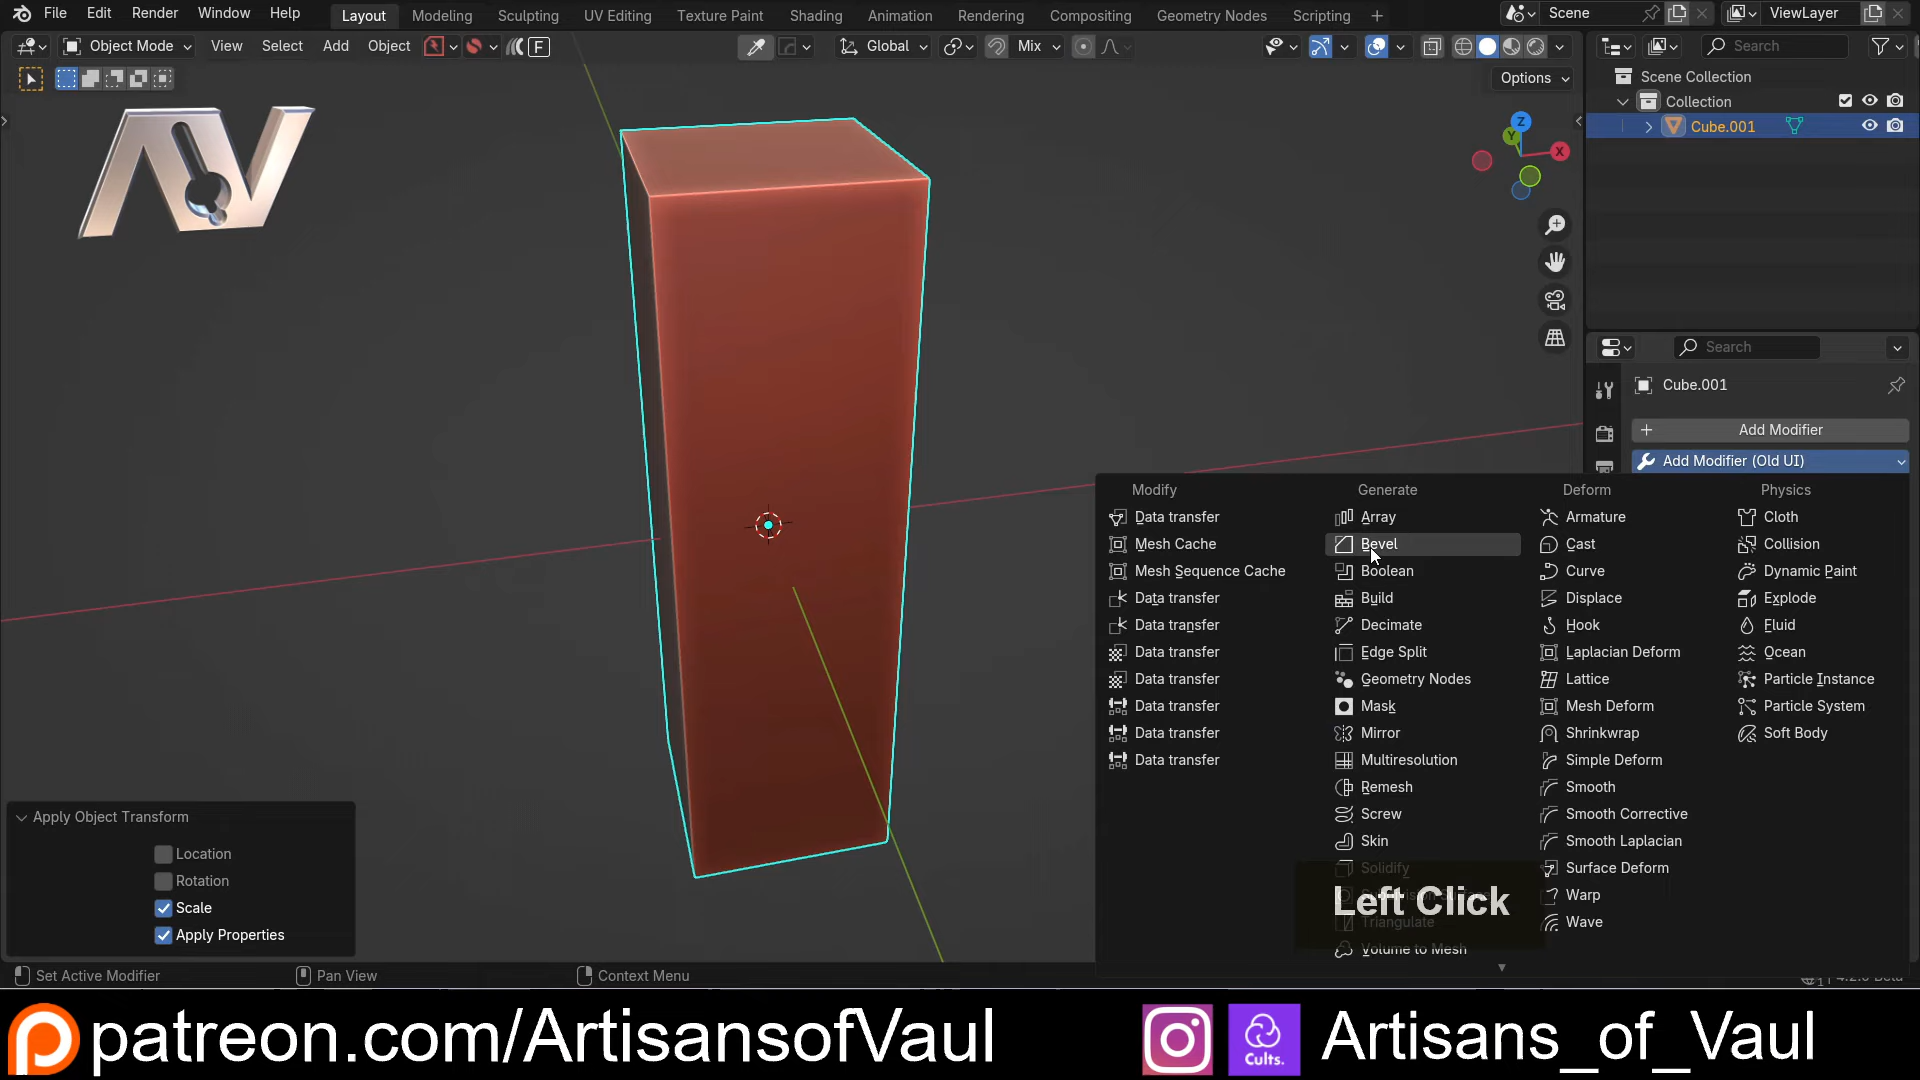 File Edit Render Window Help Layout Modeling Sculpting UV Editing Texture Paint Shading Animation Rendering Compositing Geometry Nodes Scripting + Scene ViewLayer
Object Mode View Select Add Object F Global Mix Search
Options
Scene Collection
Collection
Cube.001
Z
Y
X
AV
Search
Cube.001
Add Modifier
Add Modifier (Old UI)
Modify Generate Deform Physics
Data transfer Array Armature Cloth
Mesh Cache Bevel Cast Collision
Mesh Sequence Cache Boolean Curve Dynamic Paint
Data transfer Build Displace Explode
Data transfer Decimate Hook Fluid
Data transfer Edge Split Laplacian Deform Ocean
Data transfer Geometry Nodes Lattice Particle Instance
Data transfer Mask Mesh Deform Particle System
Data transfer Mirror Shrinkwrap Soft Body
Data transfer Multiresolution Simple Deform
Remesh Smooth
Screw Smooth Corrective
Skin Smooth Laplacian
Solidify Surface Deform
Warp
Triangulate Wave
Volume to Mesh
Left Click
Apply Object Transform
Location
Rotation
Scale
Apply Properties
Set Active Modifier Pan View Context Menu
patreon.com/ArtisansofVaul
Cults.
Artisans_of_Vaul